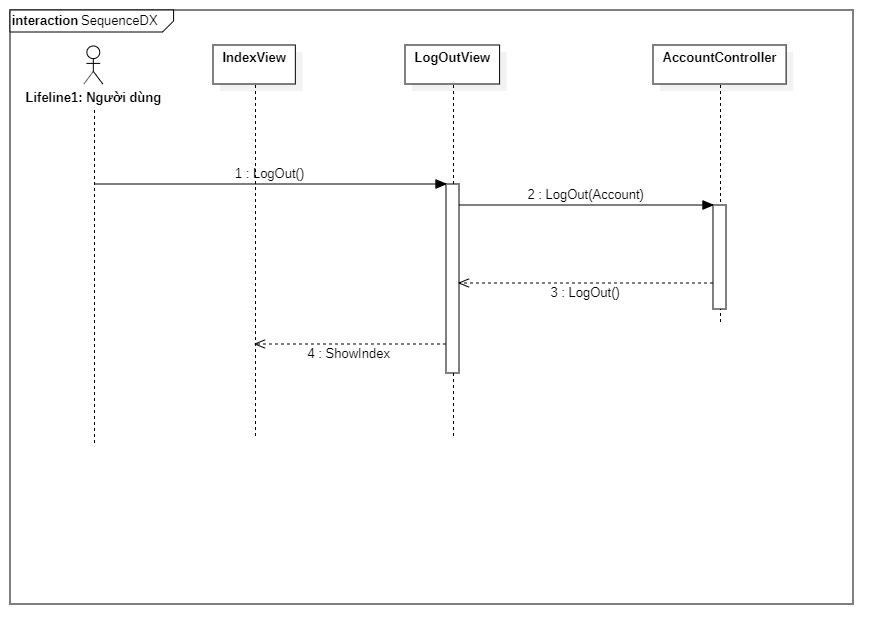 interaction SequenceDX
IndexView
LogOutView
AccountController
Lifeline1: Người dùng
1 : LogOut()
2 : LogOut(Account)
3 : LogOut()
4 : ShowIndex